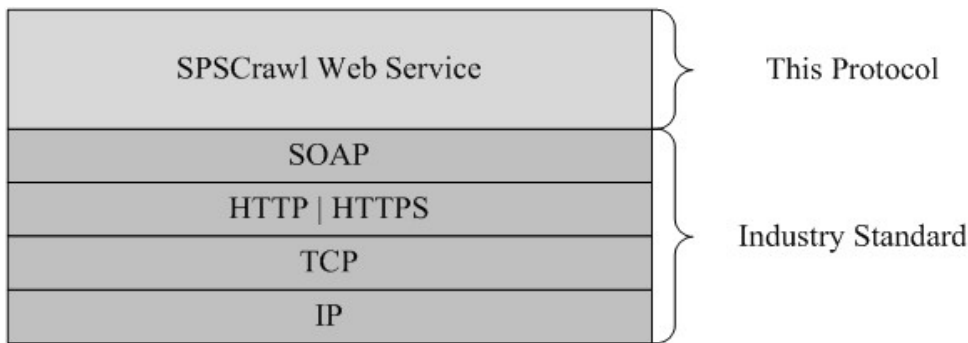 SPSCrawl Web Service
This Protocol
SOAP
HTTP | HTTPS
Industry Standard
TCP
IP